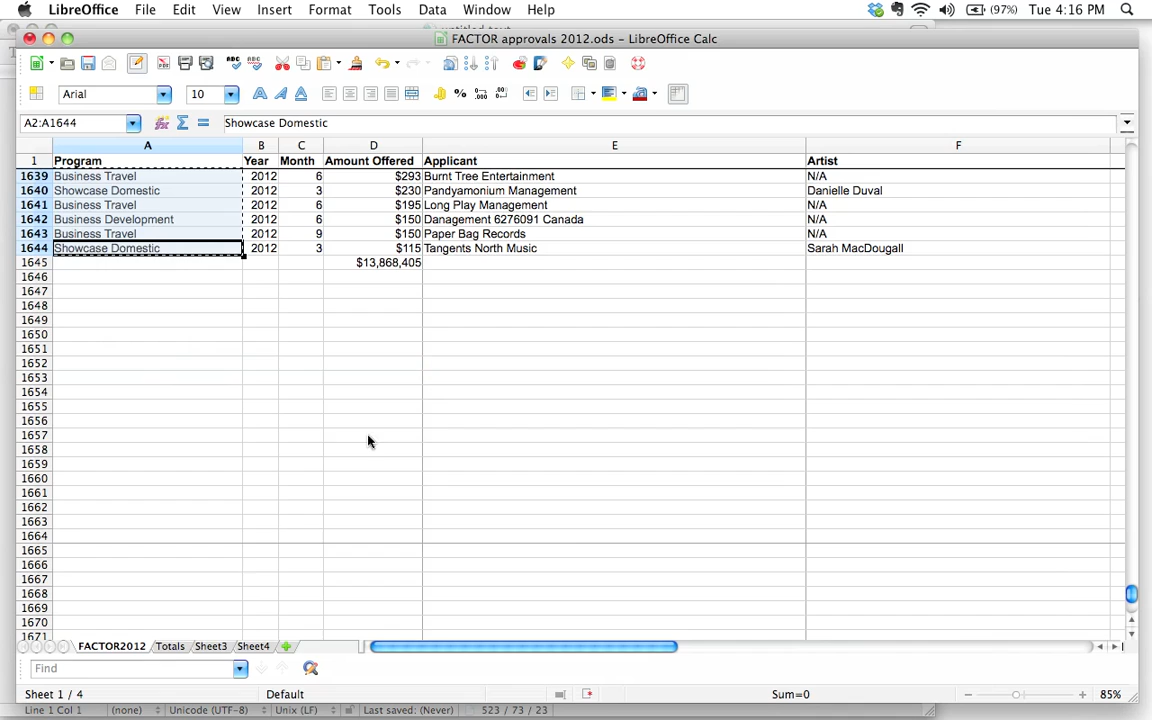 LibreOffice File Edit View Insert Format Tools Data Window Help (97%) Tue 4:16 PM
FACTOR approvals 2012.ods – LibreOffice Calc
Arial 10
A2:A1644 Showcase Domestic
A B C D E F
1 Program Year Month Amount Offered Applicant Artist
1639 Business Travel 2012 6 $293 Burnt Tree Entertainment N/A
1640 Showcase Domestic 2012 3 $230 Pandyamonium Management Danielle Duval
1641 Business Travel 2012 6 $195 Long Play Management N/A
1642 Business Development 2012 6 $150 Danagement 6276091 Canada N/A
1643 Business Travel 2012 9 $150 Paper Bag Records N/A
1644 Showcase Domestic 2012 3 $115 Tangents North Music Sarah MacDougall
1645 $13,868,405
1646
1647
1648
1649
1650
1651
1652
1653
1654
1655
1656
1657
1658
1659
1660
1661
1662
1663
1664
1665
1666
1667
1668
1669
1670
1671
FACTOR2012 Totals Sheet3 Sheet4
Find
Sheet 1 / 4 Default Sum=0 85%
Line 1 Col 1 (none) Unicode (UTF-8) Unix (LF) Last saved: (Never) 523 / 73 / 23